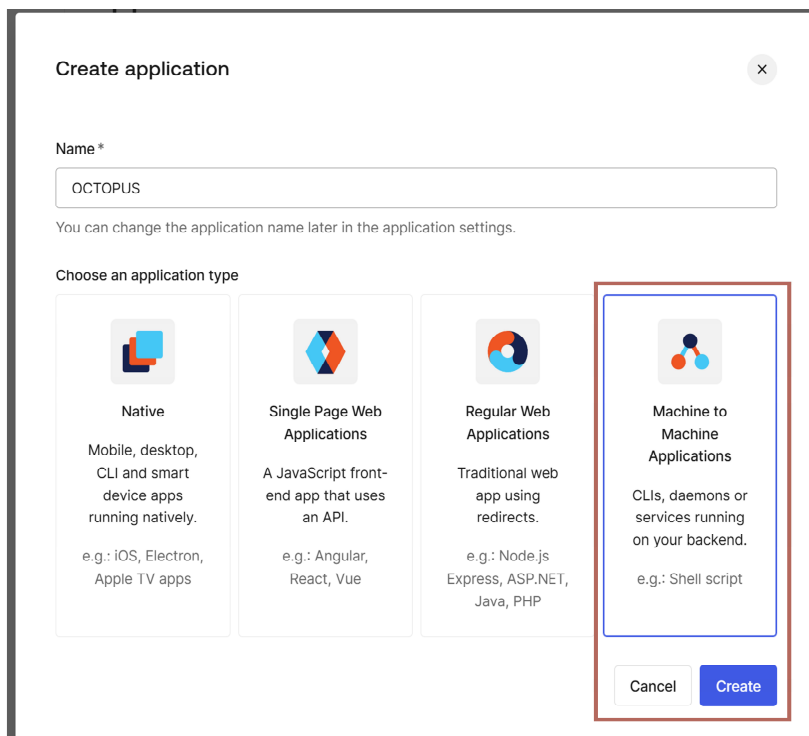 Create application
Name *
OCTOPUS
You can change the application name later in the application settings.
Choose an application type
Native
Mobile, desktop,
CLI and smart
device apps
running natively.
e.g.: iOS, Electron,
Apple TV apps
Single Page Web
Applications
A JavaScript front-
end app that uses
an API.
e.g.: Angular,
React, Vue
Regular Web
Applications
Traditional web
app using
redirects.
e.g.: Node.js
Express, ASP.NET,
Java, PHP
Machine to
Machine
Applications
CLIs, daemons or
services running
on your backend.
e.g.: Shell script
Cancel
Create